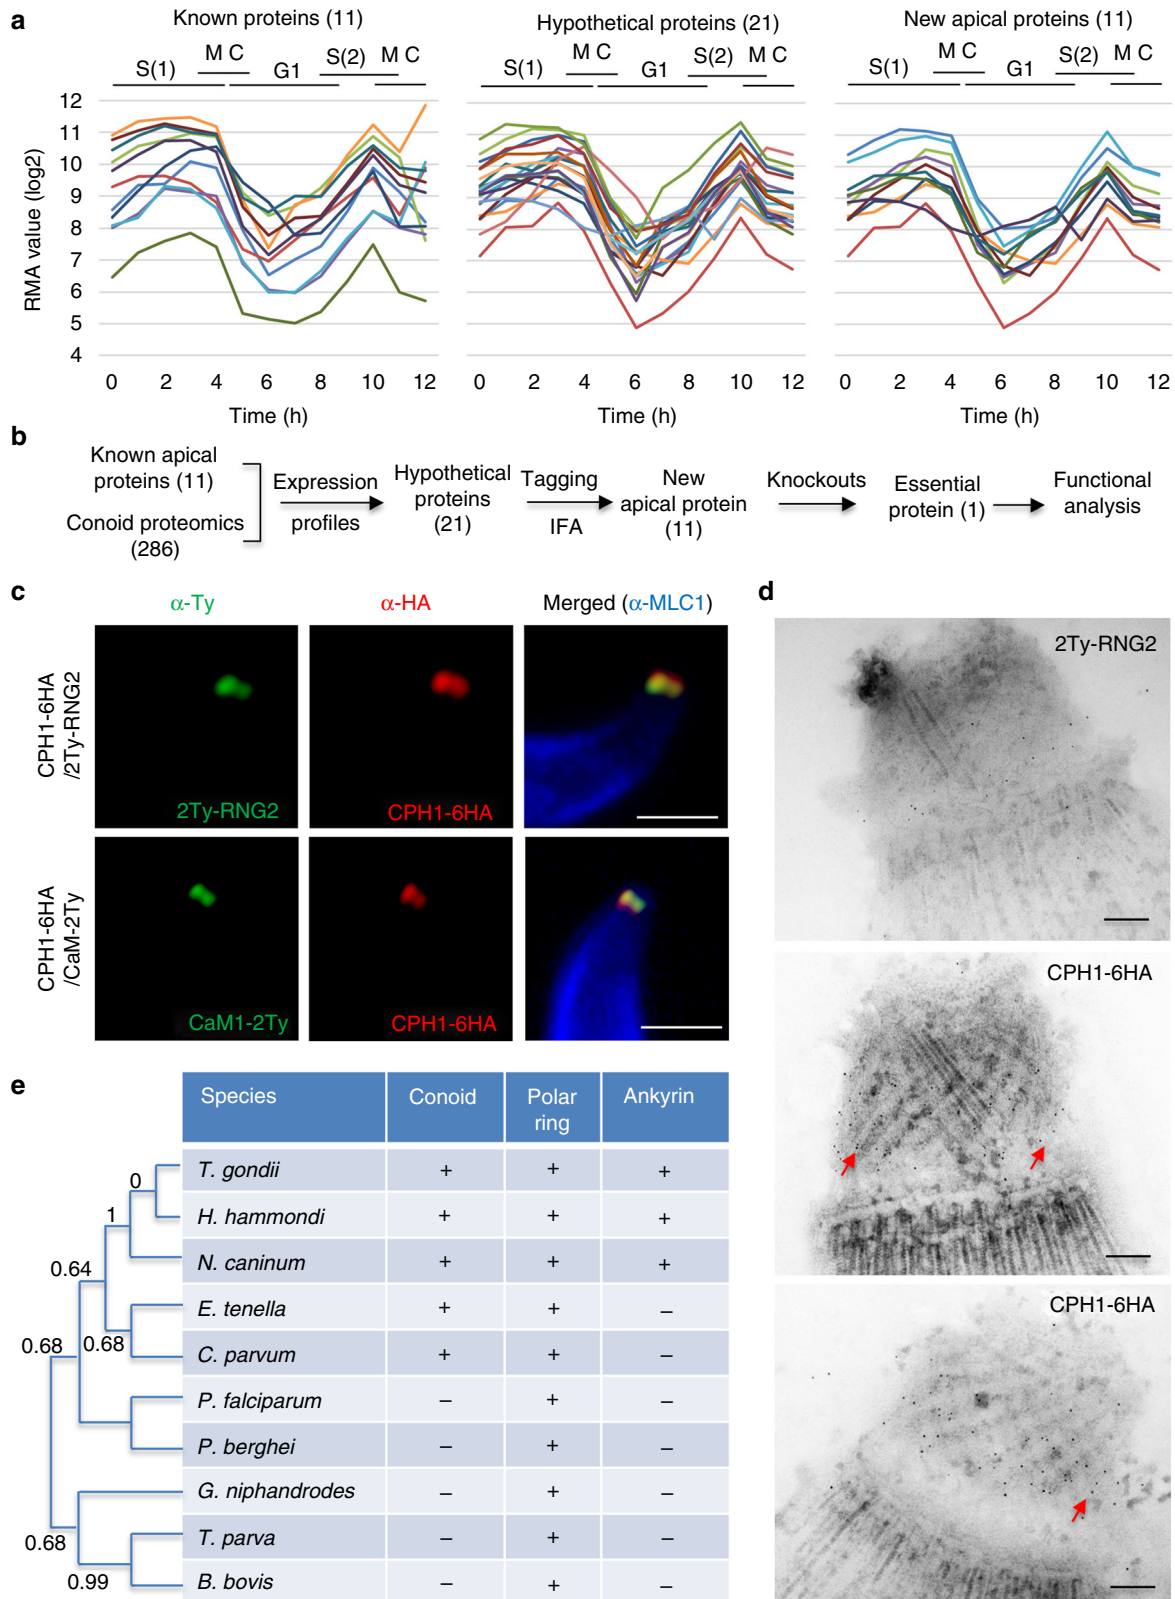 a
Known proteins (11)
Hypothetical proteins (21)
New apical proteins (11)
S(1)
M C
G1
S(2)
M C
S(1)
M C
G1
S(2)
M C
S(1)
M C
G1
S(2)
M C
RMA value (log2)
12
11
10
9
8
7
6
5
4
0 2 4 6 8 10 12
0 2 4 6 8 10 12
0 2 4 6 8 10 12
Time (h)
Time (h)
Time (h)
b
Known apical
proteins (11)
Conoid proteomics
(286)
Expression
profiles
Hypothetical
proteins
(21)
Tagging
IFA
New
apical protein
(11)
Knockouts
Essential
protein (1)
Functional
analysis
c
α-Ty
α-HA
Merged (α-MLC1)
CPH1-6HA
/2Ty-RNG2
2Ty-RNG2
CPH1-6HA
CPH1-6HA
/CaM-2Ty
CaM1-2Ty
CPH1-6HA
d
2Ty-RNG2
CPH1-6HA
CPH1-6HA
e
Species Conoid Polar
ring Ankyrin
T. gondii + + +
H. hammondi + + +
N. caninum + + +
E. tenella + + –
C. parvum + + –
P. falciparum – + –
P. berghei – + –
G. niphandrodes – + –
T. parva – + –
B. bovis – + –
0
1
0.64
0.68
0.68
0.68
0.99